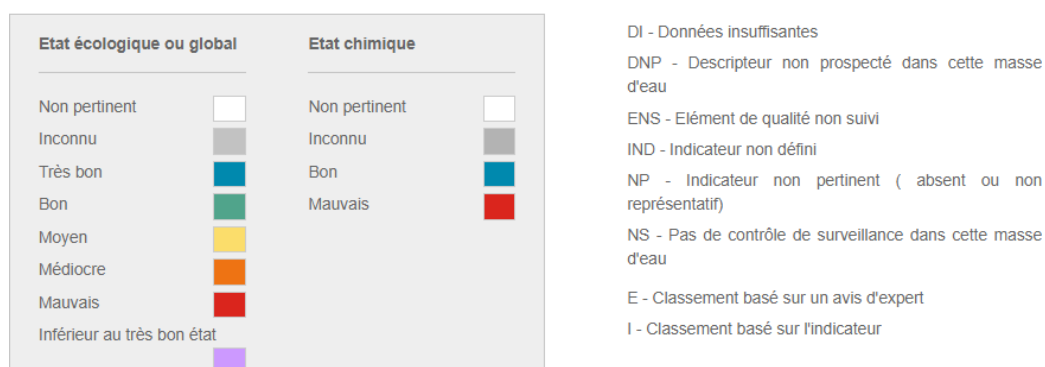 Etat écologique ou global
Non pertinent
Inconnu
Très bon
Bon
Moyen
Médiocre
Mauvais
Inférieur au très bon état
Etat chimique
Non pertinent
Inconnu
Bon
Mauvais
DI - Données insuffisantes
DNP - Descripteur non prospecté dans cette masse
d'eau
ENS - Elément de qualité non suivi
IND - Indicateur non défini
NP - Indicateur non pertinent ( absent ou non
représentatif)
NS - Pas de contrôle de surveillance dans cette masse
d'eau
E - Classement basé sur un avis d'expert
I - Classement basé sur l'indicateur